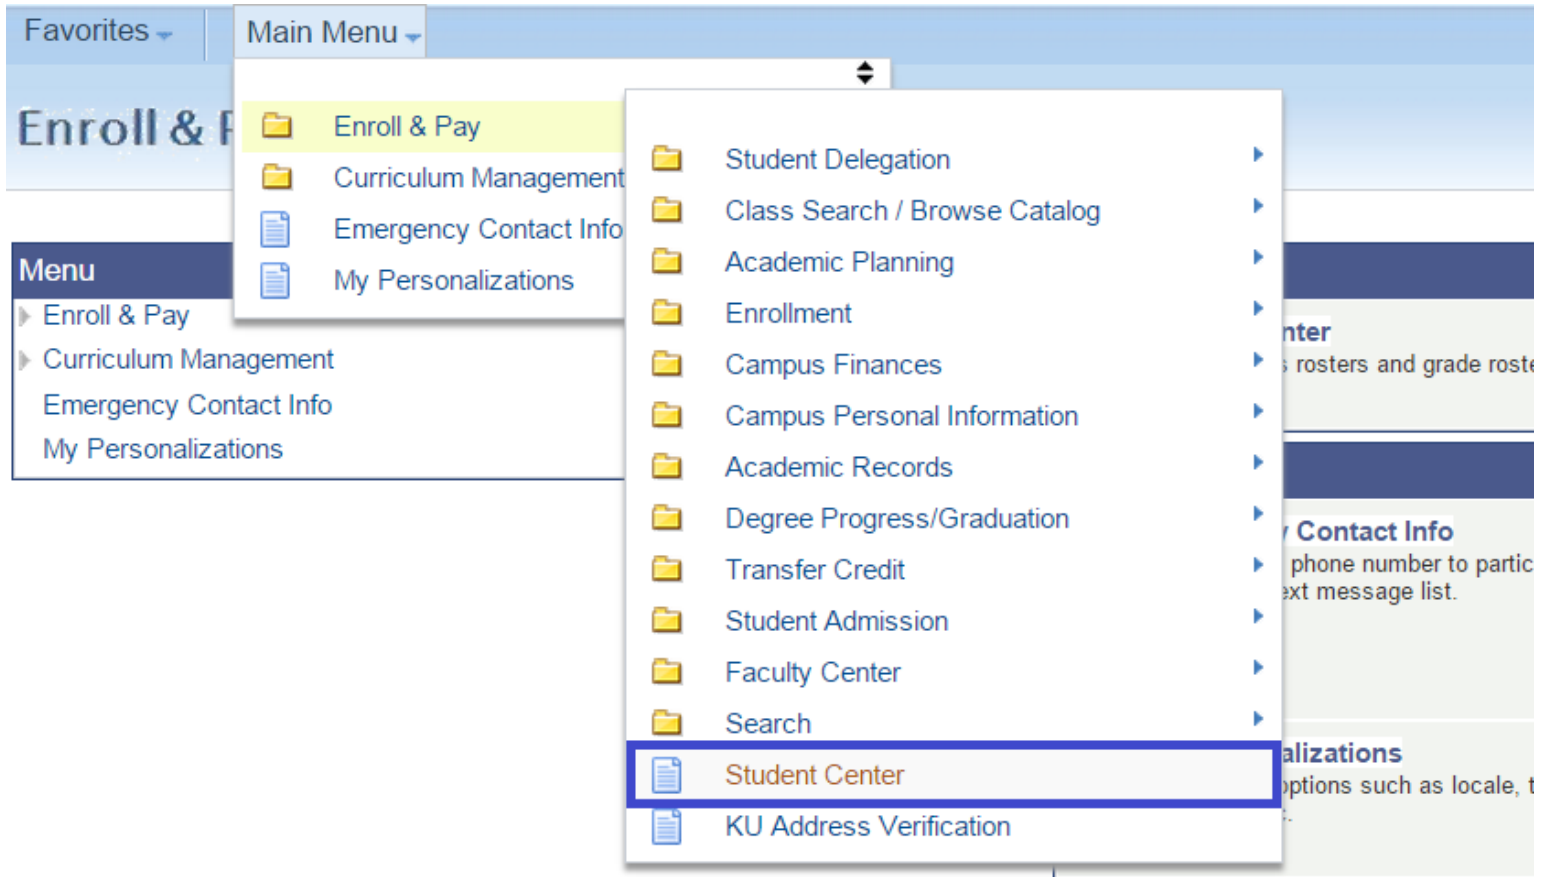 Favorites
Main Menu
Enroll & P
Enroll & Pay
Curriculum Management
Emergency Contact Info
My Personalizations
Student Delegation
Class Search / Browse Catalog
Academic Planning
Enrollment
Campus Finances
Campus Personal Information
Academic Records
Degree Progress/Graduation
Transfer Credit
Student Admission
Faculty Center
Search
Student Center
KU Address Verification
Menu
Enroll & Pay
Curriculum Management
Emergency Contact Info
My Personalizations
nter
rosters and grade roste
Contact Info
phone number to partic
ext message list.
alizations
options such as locale, t